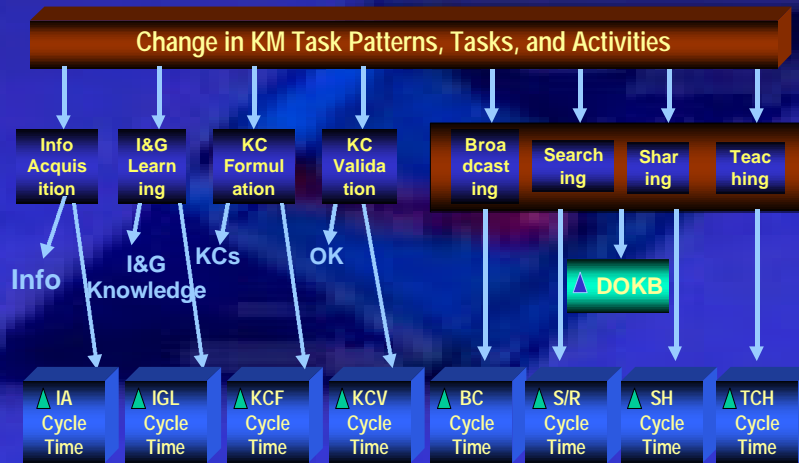 Change in KM Task Patterns, Tasks, and Activities
Info
Acquis
ition
I&G
Learn
ing
KC
Formul
ation
KC
Valida
tion
Broa
dcast
ing
Search
ing
Shar
ing
Teac
hing
Info
I&G
Knowledge
KCs
OK
DOKB
IA
Cycle
Time
IGL
Cycle
Time
KCF
Cycle
Time
KCV
Cycle
Time
BC
Cycle
Time
S/R
Cycle
Time
SH
Cycle
Time
TCH
Cycle
Time